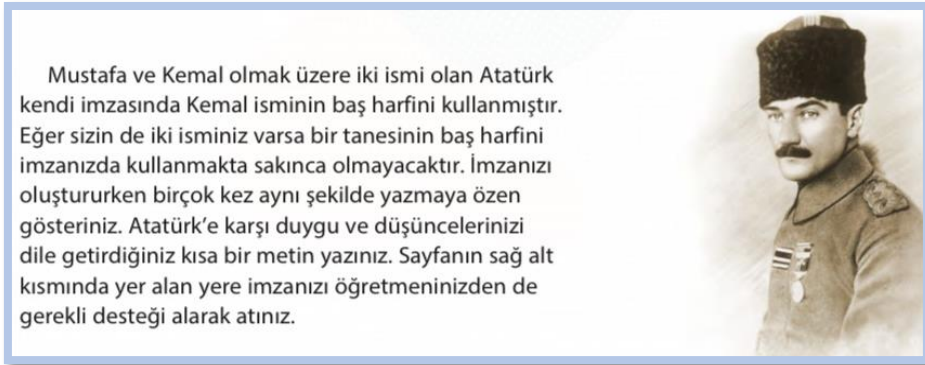 Mustafa ve Kemal olmak üzere iki ismi olan Atatürk
kendi imzasında Kemal isminin baş harfini kullanmıştır.
Eğer sizin de iki isminiz varsa bir tanesinin baş harfini
imzanızda kullanmakta sakınca olmayacaktır. İmzanızı
oluştururken birçok kez aynı şekilde yazmaya özen
gösteriniz. Atatürk’e karşı duygu ve düşüncelerinizi
dile getirdiğiniz kısa bir metin yazınız. Sayfanın sağ alt
kısmında yer alan yere imzanızı öğretmeninizden de
gerekli desteği alarak atınız.